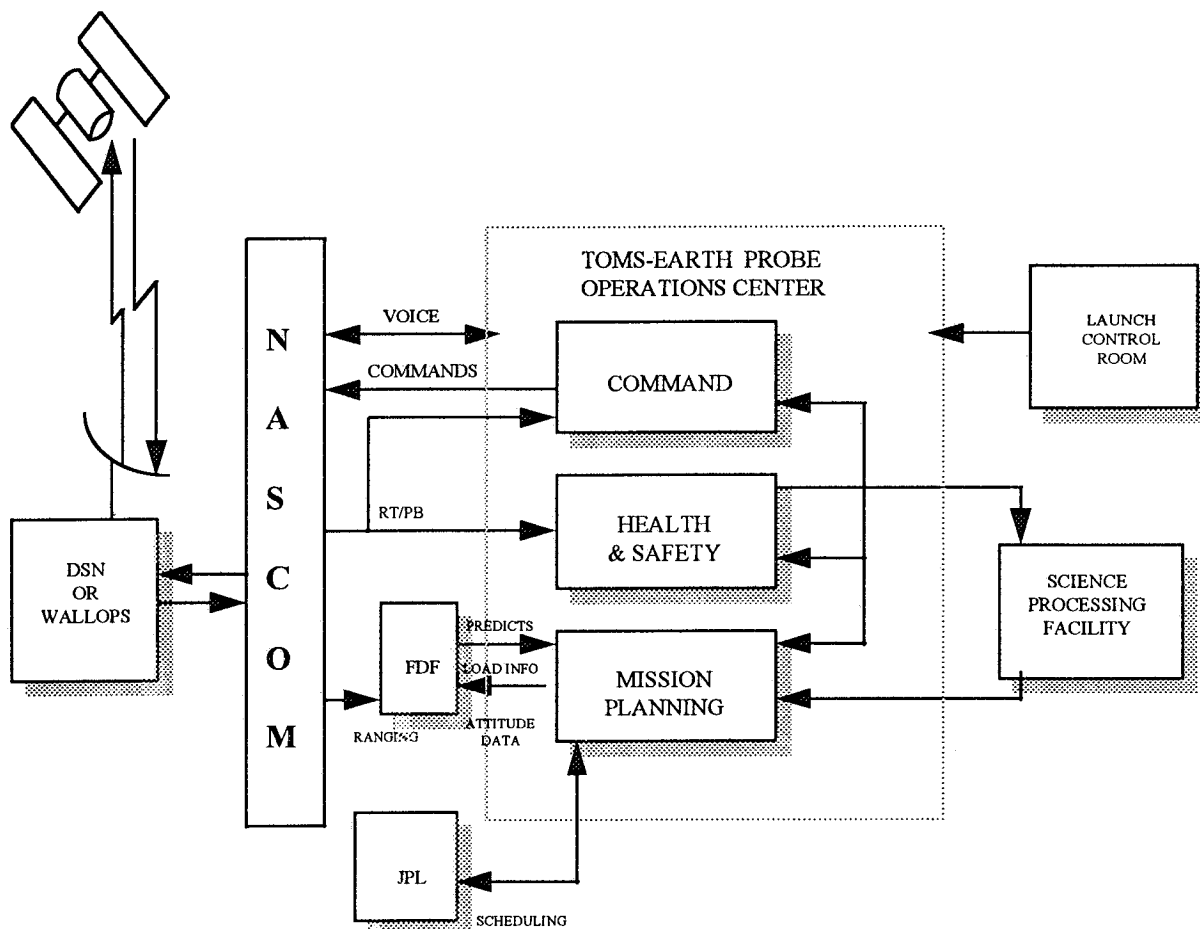 TOMS-EARTH PROBE
OPERATIONS CENTER
N
A
S
C
O
M
VOICE
COMMANDS
COMMAND
LAUNCH
CONTROL
ROOM
RT/PB
HEALTH
& SAFETY
DSN
OR
WALLOPS
SCIENCE
PROCESSING
FACILITY
FDF
PREDICTS
LOAD INFO
ATTITUDE
DATA
RANGING
MISSION
PLANNING
JPL
SCHEDULING